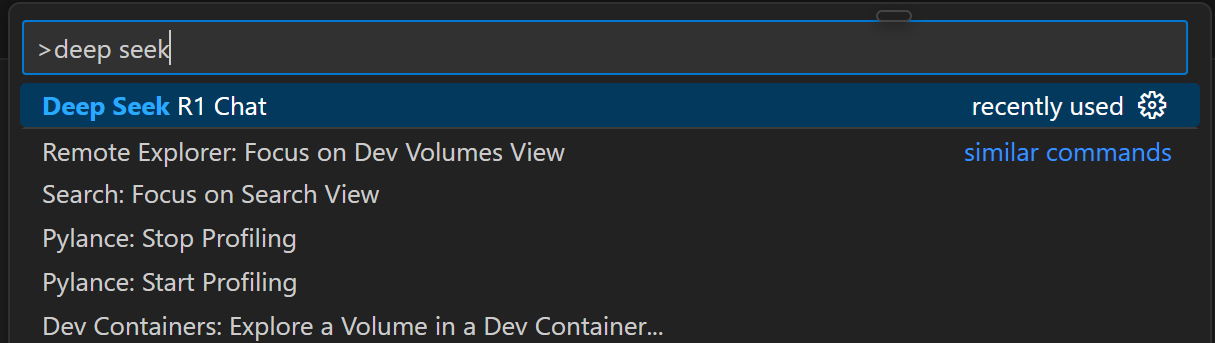 >deep seek
Deep Seek R1 Chat recently used
Remote Explorer: Focus on Dev Volumes View similar commands
Search: Focus on Search View
Pylance: Stop Profiling
Pylance: Start Profiling
Dev Containers: Explore a Volume in a Dev Container...